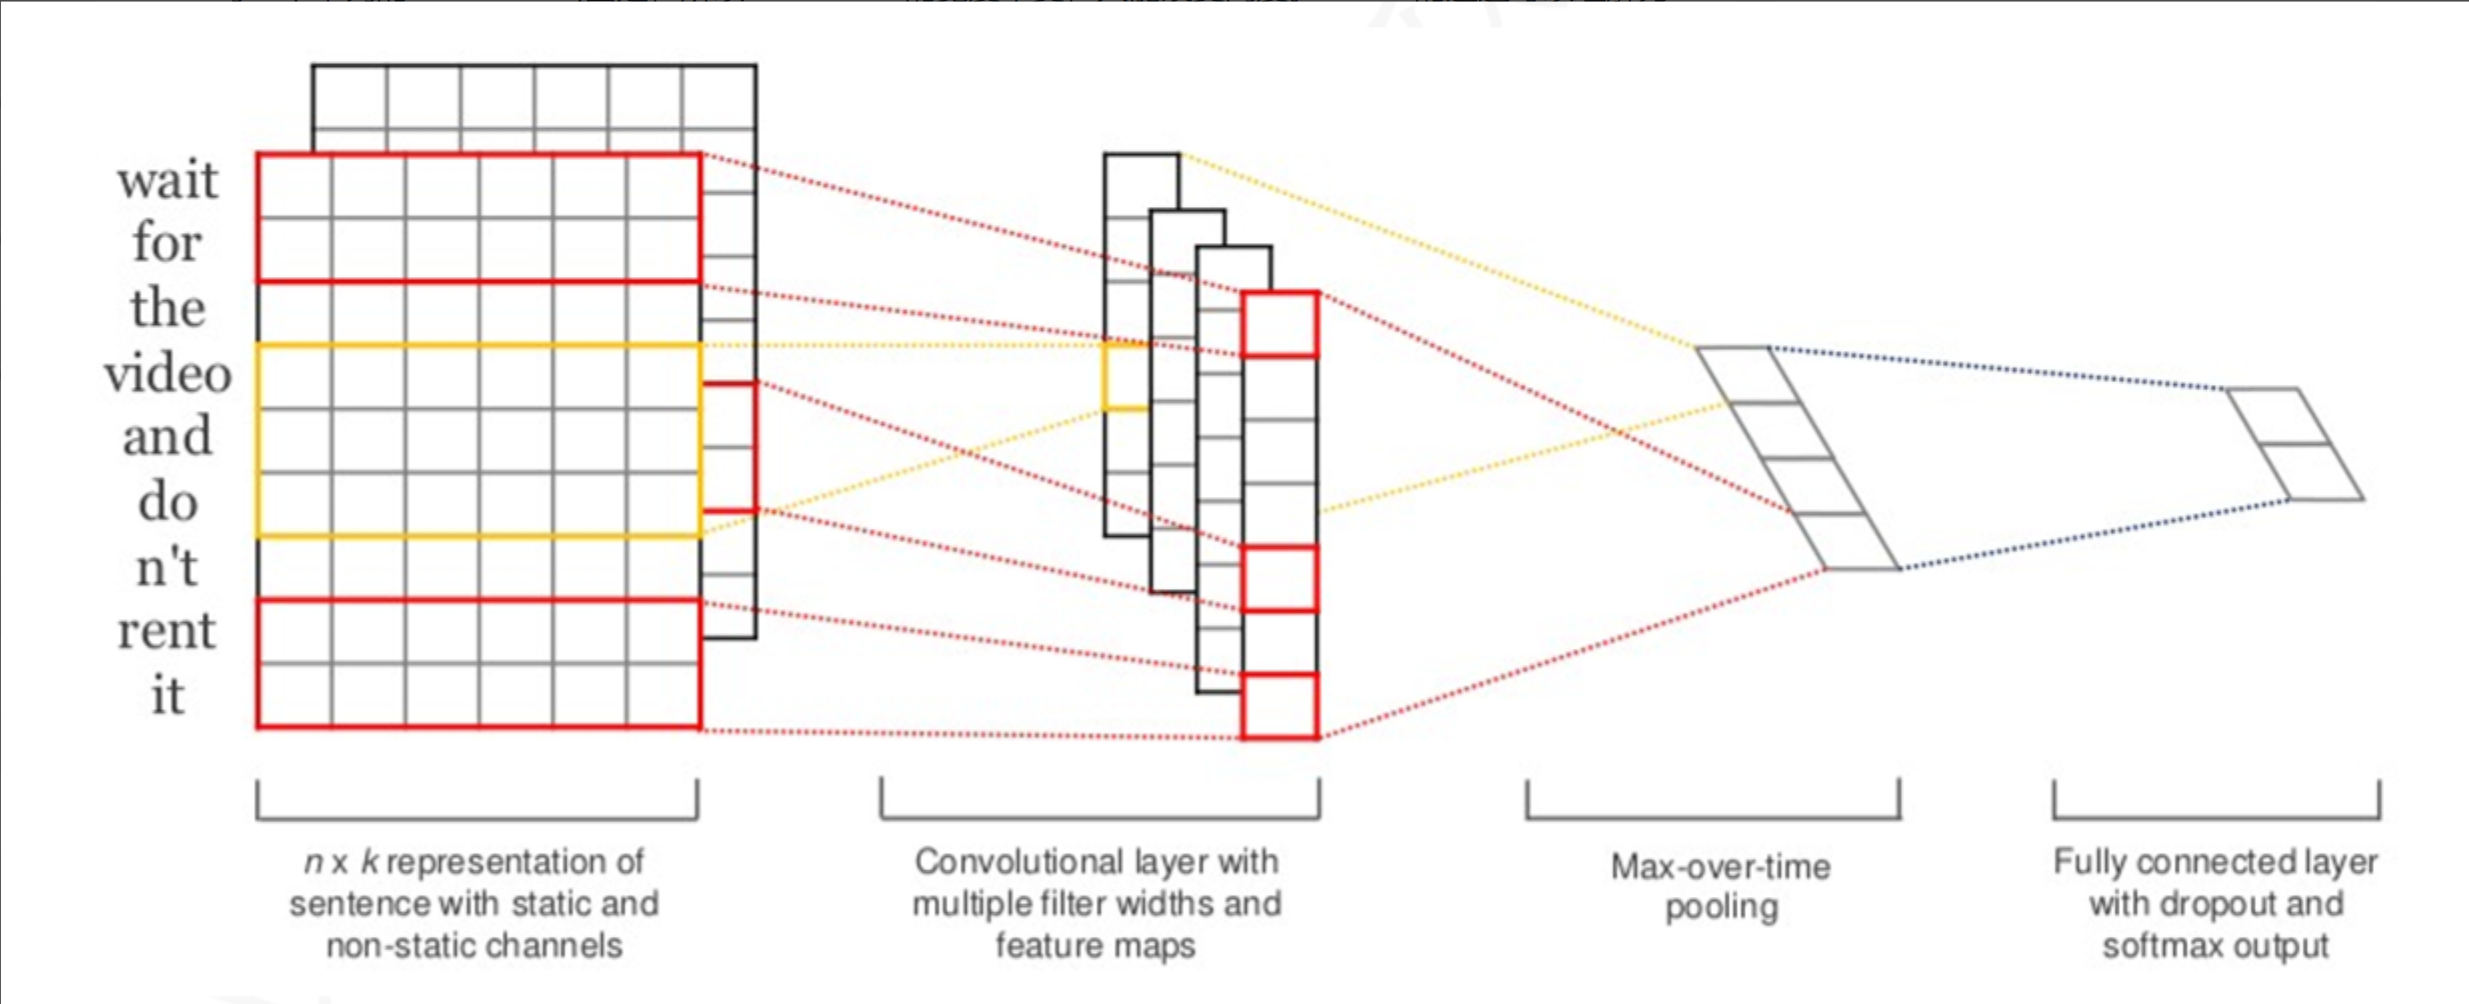 wait
for
the
video
and
do
n't
rent
it
n x k representation of
sentence with static and
non-static channels
Convolutional layer with
multiple filter widths and
feature maps
Max-over-time
pooling
Fully connected layer
with dropout and
softmax output